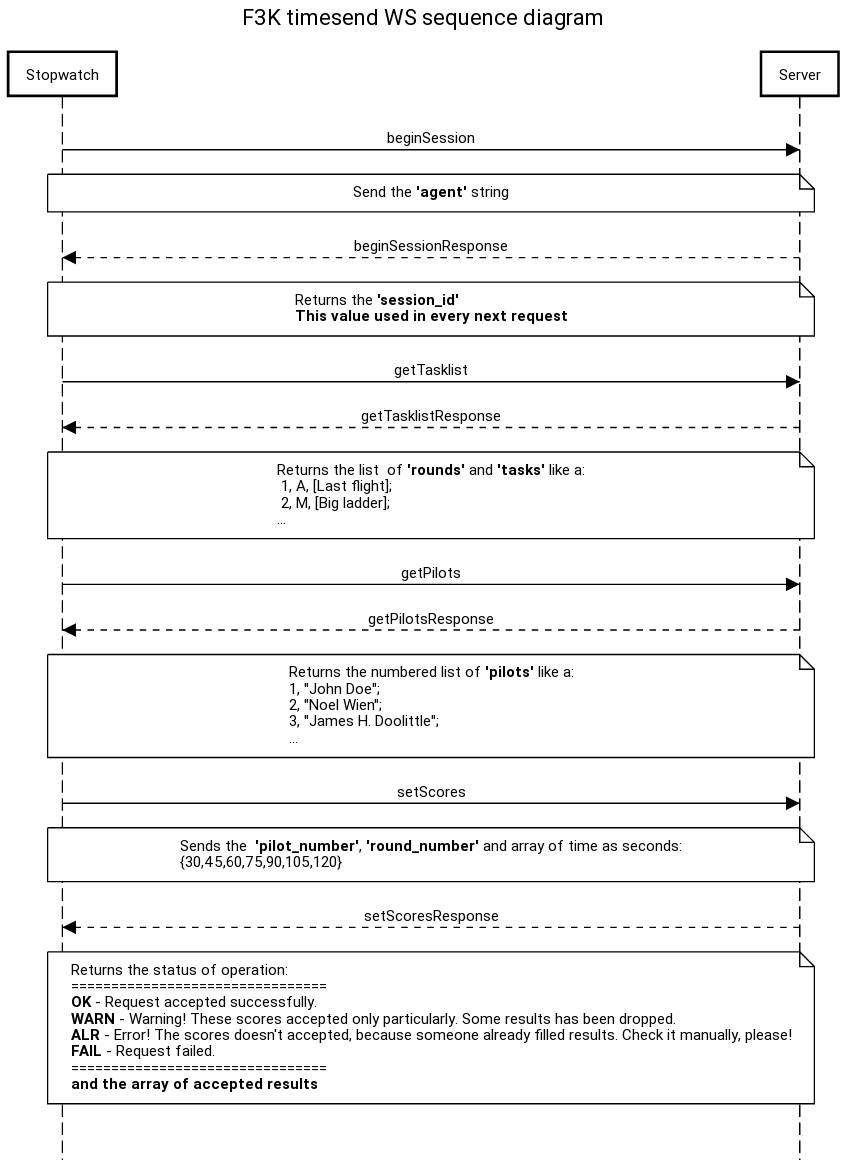 F3K timesend WS sequence diagram
Stopwatch
Server
beginSession
Send the 'agent' string
beginSessionResponse
Returns the 'session_id'
This value used in every next request
getTasklist
getTasklistResponse
Returns the list  of 'rounds' and 'tasks' like a:
1, A, [Last flight];
2, M, [Big ladder];
...
getPilots
getPilotsResponse
Returns the numbered list of 'pilots' like a:
1, "John Doe";
2, "Noel Wien";
3, "James H. Doolittle";
...
setScores
Sends the  'pilot_number', 'round_number' and array of time as seconds:
{30,45,60,75,90,105,120}
setScoresResponse
Returns the status of operation:
================================
OK - Request accepted successfully.
WARN - Warning! These scores accepted only particularly. Some results has been dropped.
ALR - Error! The scores doesn't accepted, because someone already filled results. Check it manually, please!
FAIL - Request failed.
================================
and the array of accepted results